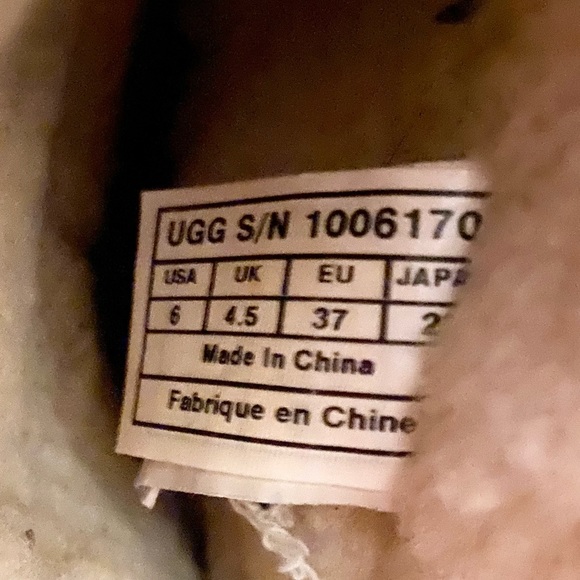 UGG S/N 1006170
USA UK EU
6 4.5 37
Made In China
Fabrique en Chine